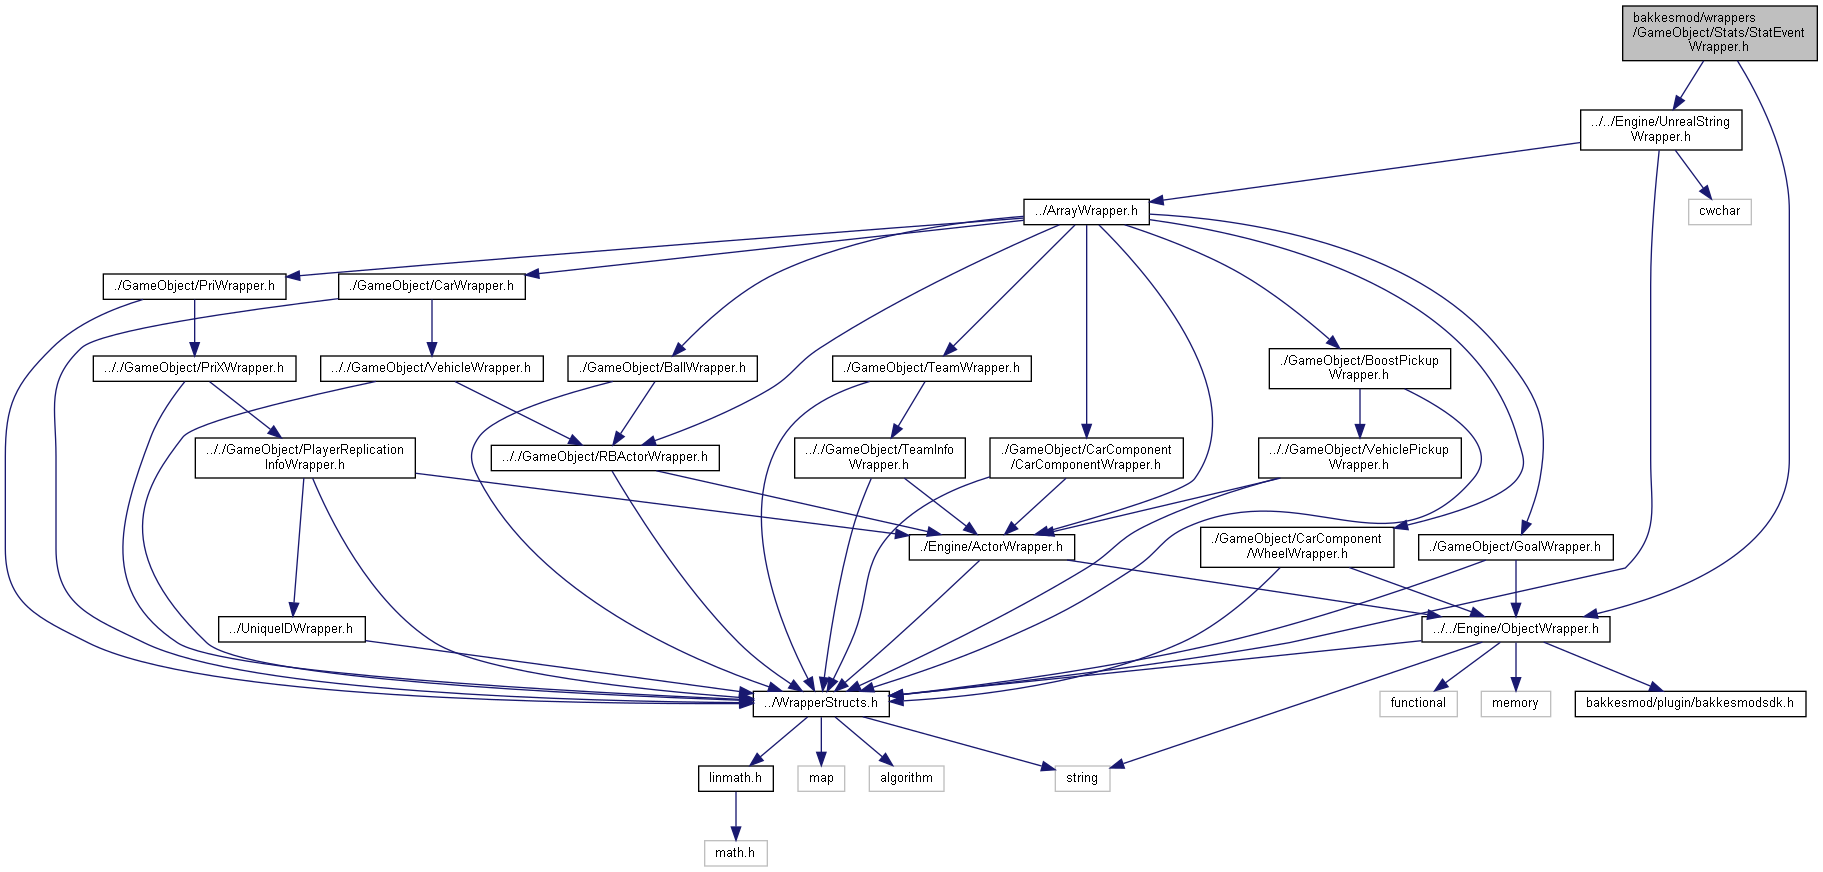 bakkesmod/wrappers
/GameObject/Stats/StatEvent
Wrapper.h
../../Engine/UnrealString
Wrapper.h
../ArrayWrapper.h
cwchar
./GameObject/PriWrapper.h
./GameObject/CarWrapper.h
.././GameObject/PriXWrapper.h
.././GameObject/VehicleWrapper.h
./GameObject/BallWrapper.h
./GameObject/TeamWrapper.h
./GameObject/BoostPickup
Wrapper.h
.././GameObject/PlayerReplication
InfoWrapper.h
.././GameObject/RBActorWrapper.h
.././GameObject/TeamInfo
Wrapper.h
./GameObject/CarComponent
/CarComponentWrapper.h
.././GameObject/VehiclePickup
Wrapper.h
./Engine/ActorWrapper.h
./GameObject/CarComponent
/WheelWrapper.h
./GameObject/GoalWrapper.h
../UniqueIDWrapper.h
../../Engine/ObjectWrapper.h
../WrapperStructs.h
functional
memory
bakkesmod/plugin/bakkesmodsdk.h
linmath.h
map
algorithm
string
math.h